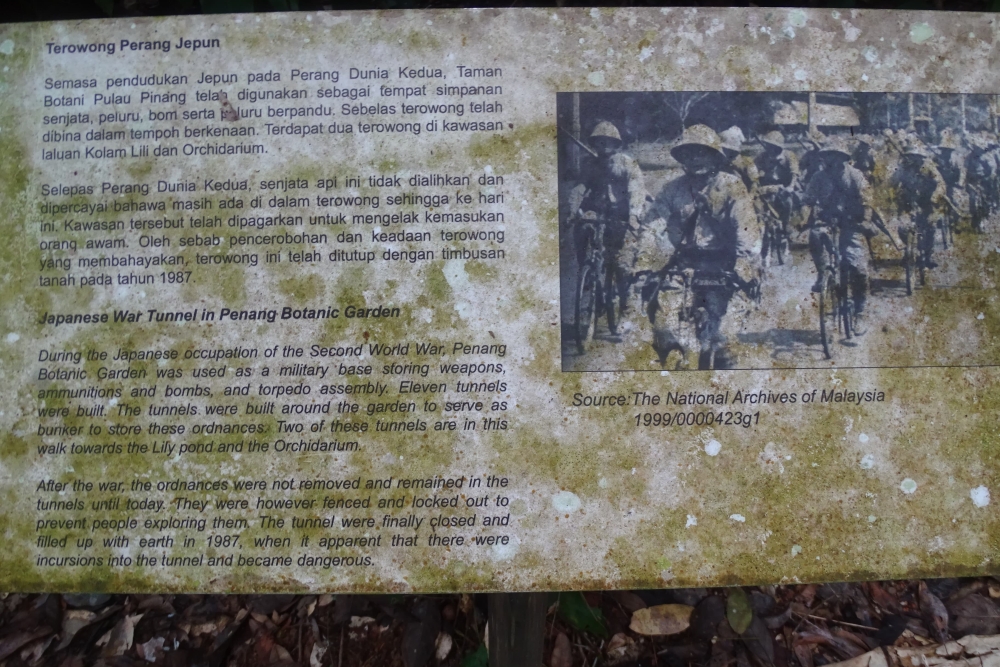 Terowong Perang Jepun
Semasa pendudukan Jepun pada Perang Dunia Kedua, Taman
Botani Pulau Pinang telah digunakan sebagai tempat simpanan
senjata, peluru, bom serta peluru berpandu. Sebelas terowong telah
dibina dalam tempoh berkenaan. Terdapat dua terowong di kawasan
laluan Kolam Lili dan Orchidarium.
Selepas Perang Dunia Kedua, senjata api ini tidak dialihkan dan
dipercayai bahawa masih ada di dalam terowong sehingga ke hari
ini. Kawasan tersebut telah dipagarkan untuk mengelak kemasukan
orang awam. Oleh sebab pencerobohan dan keadaan terowong
yang membahayakan, terowong ini telah ditutup dengan timbusan
tanah pada tahun 1987.
Japanese War Tunnel in Penang Botanic Garden
During the Japanese occupation of the Second World War, Penang
Botanic Garden was used as a military base storing weapons,
ammunitions and bombs, and torpedo assembly. Eleven tunnels
were built. The tunnels were built around the garden to serve as
bunker to store these ordnances. Two of these tunnels are in this
walk towards the Lily pond and the Orchidarium.
After the war, the ordnances were not removed and remained in the
tunnels until today. They were however fenced and locked out to
prevent people exploring them. The tunnel were finally closed and
filled up with earth in 1987, when it apparent that there were
incursions into the tunnel and became dangerous.
Source:The National Archives of Malaysia
1999/0000423g1